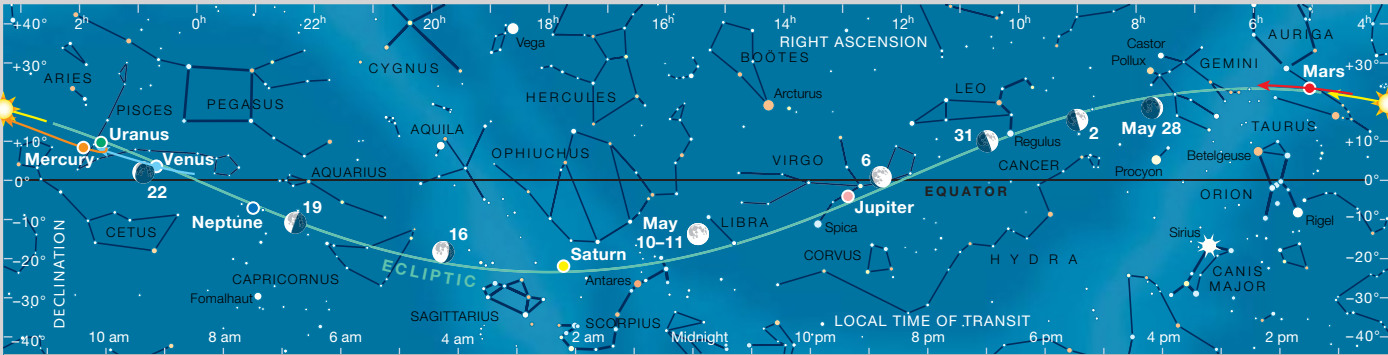 +40°
2h
0h
22h
20h
18h
16h
14h
12h
10h
8h
6h
4h
+40°
RIGHT ASCENSION
Vega
CYGNUS
BOÖTES
Castor
Pollux
GEMINI
AURIGA
Mars
+30°
ARIES
PISCES
PEGASUS
HERCULES
Arcturus
LEO
+30°
TAURUS
Uranus
+10°
Mercury
Venus
AQUILA
OPHIUCHUS
VIRGO
6
31
Regulus
2
May 28
CANCER
Procyon
Betelgeuse
+10°
0°
22
AQUARIUS
EQUATOR
ORION
0°
Neptune
19
Jupiter
Spica
LIBRA
May
10–11
–10°
CETUS
16
Saturn
CORVUS
HYDRA
Sirius
Rigel
–10°
–20°
ECLIPTIC
Antares
CANIS
MAJOR
–20°
DECLINATION
CAPRICORNUS
Fomalhaut
–30°
SAGITTARIUS
SCORPIUS
LOCAL TIME OF TRANSIT
–30°
–40°
10 am
8 am
6 am
4 am
2 am
Midnight
10 pm
8 pm
6 pm
4 pm
2 pm
–40°